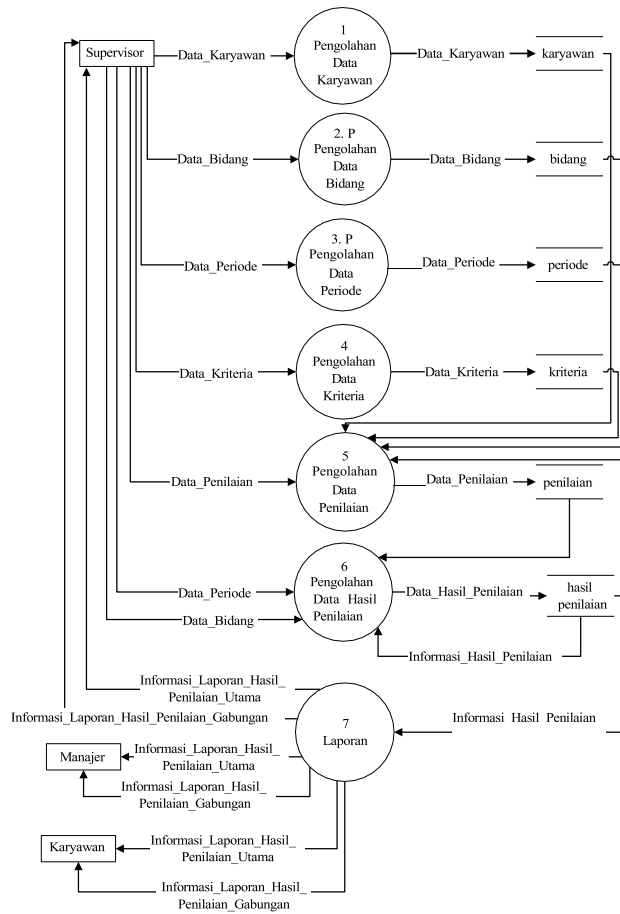 1
Pengolahan
Data
Karyawan
Supervisor
Data_Karyawan
Data_Karyawan
karyawan
2. P
Pengolahan
Data
Bidang
Data_Bidang
Data_Bidang
bidang
3. P
Pengolahan
Data
Periode
Data_Periode
Data_Periode
periode
4
Pengolahan
Data
Kriteria
Data_Kriteria
Data_Kriteria
kriteria
5
Pengolahan
Data
Penilaian
Data_Penilaian
Data_Penilaian
penilaian
6
Pengolahan
Data Hasil
Penilaian
Data_Periode
Data_Bidang
Data_Hasil_Penilaian
hasil
penilaian
Informasi_Hasil_Penilaian
Informasi_Laporan_Hasil_
Penilaian_Utama
Informasi_Laporan_Hasil_Penilaian_Gabungan
7
Laporan
Informasi Hasil Penilaian
Manajer
Informasi_Laporan_Hasil_
Penilaian_Utama
Informasi_Laporan_Hasil_
Penilaian_Gabungan
Karyawan
Informasi_Laporan_Hasil_
Penilaian_Utama
Informasi_Laporan_Hasil_
Penilaian_Gabungan